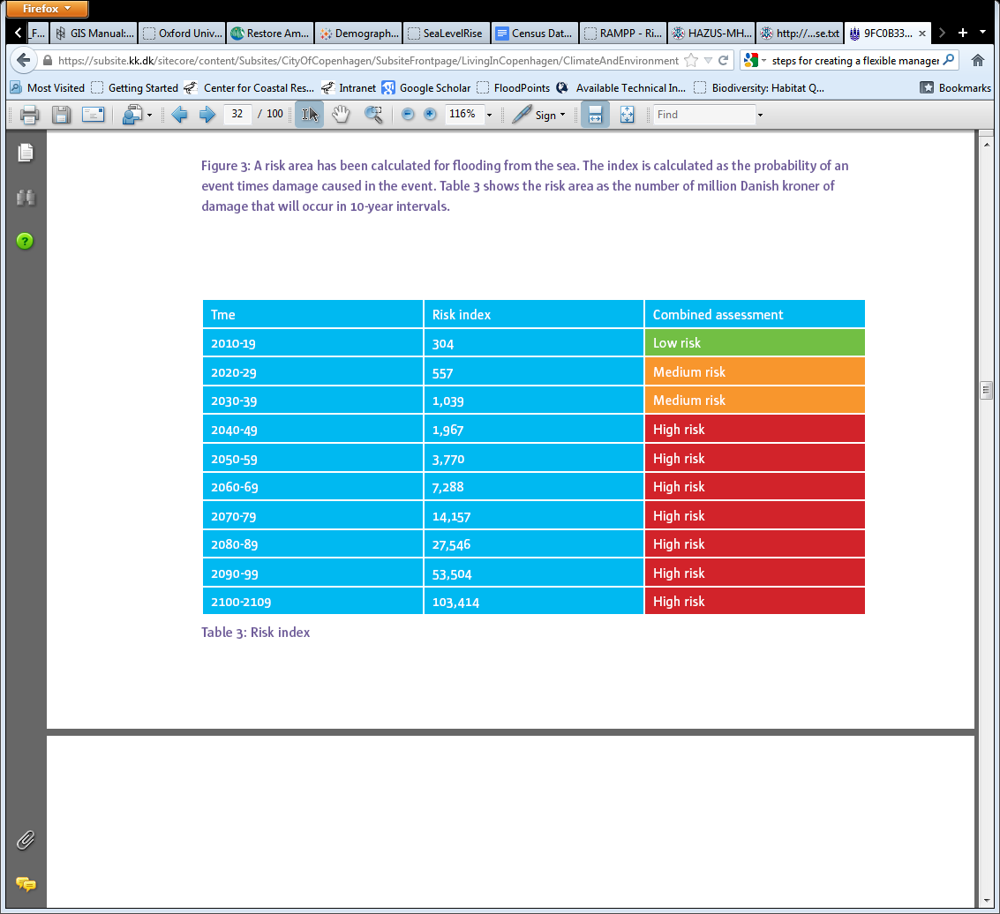 Firefox
_F...
GIS Manual:...
Oxford Univ...
Restore Am...
Demograph...
SeaLevelRise
Census Dat...
RAMPP - Ri...
HAZUS-MH...
http://...se.txt
9FC0B33...
https://subsite.kk.dk/sitecore/content/Subsites/CityOfCopenhagen/SubsiteFrontpage/LivingInCopenhagen/ClimateAndEnvironment
steps for creating a flexible manager
Most Visited
Getting Started
Center for Coastal Res...
Intranet
Google Scholar
FloodPoints
Available Technical In...
Biodiversity: Habitat Q...
Bookmarks
32 / 100
116%
Sign
Find
Figure 3: A risk area has been calculated for flooding from the sea. The index is calculated as the probability of an
event times damage caused in the event. Table 3 shows the risk area as the number of million Danish kroner of
damage that will occur in 10-year intervals.
Tme Risk index Combined assessment
2010-19 304 Low risk
2020-29 557 Medium risk
2030-39 1,039 Medium risk
2040-49 1,967 High risk
2050-59 3,770 High risk
2060-69 7,288 High risk
2070-79 14,157 High risk
2080-89 27,546 High risk
2090-99 53,504 High risk
2100-2109 103,414 High risk
Table 3: Risk index